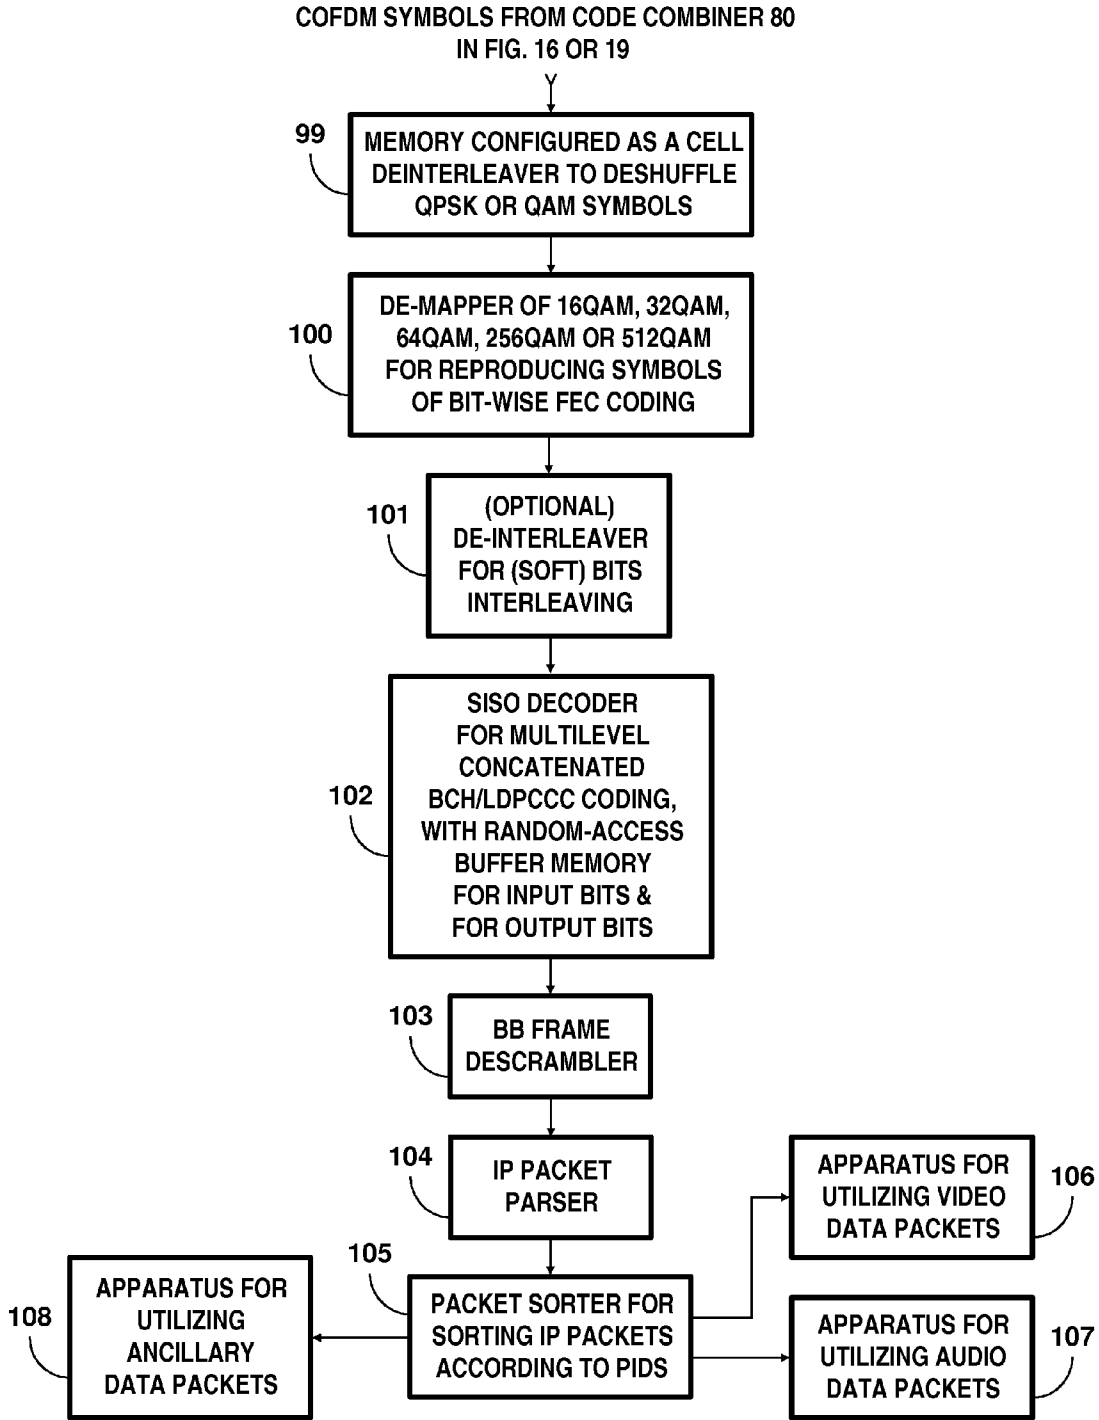 COFDM SYMBOLS FROM CODE COMBINER 80
IN FIG. 16 OR 19
99
MEMORY CONFIGURED AS A CELL
DEINTERLEAVER TO DESHUFFLE
QPSK OR QAM SYMBOLS
100
DE-MAPPER OF 16QAM, 32QAM,
64QAM, 256QAM OR 512QAM
FOR REPRODUCING SYMBOLS
OF BIT-WISE FEC CODING
101
(OPTIONAL)
DE-INTERLEAVER
FOR (SOFT) BITS
INTERLEAVING
102
SISO DECODER
FOR MULTILEVEL
CONCATENATED
BCH/LDPCCC CODING,
WITH RANDOM-ACCESS
BUFFER MEMORY
FOR INPUT BITS &
FOR OUTPUT BITS
103
BB FRAME
DESCRAMBLER
104
IP PACKET
PARSER
105
PACKET SORTER FOR
SORTING IP PACKETS
ACCORDING TO PIDS
106
APPARATUS FOR
UTILIZING VIDEO
DATA PACKETS
107
APPARATUS FOR
UTILIZING AUDIO
DATA PACKETS
108
APPARATUS FOR
UTILIZING
ANCILLARY
DATA PACKETS